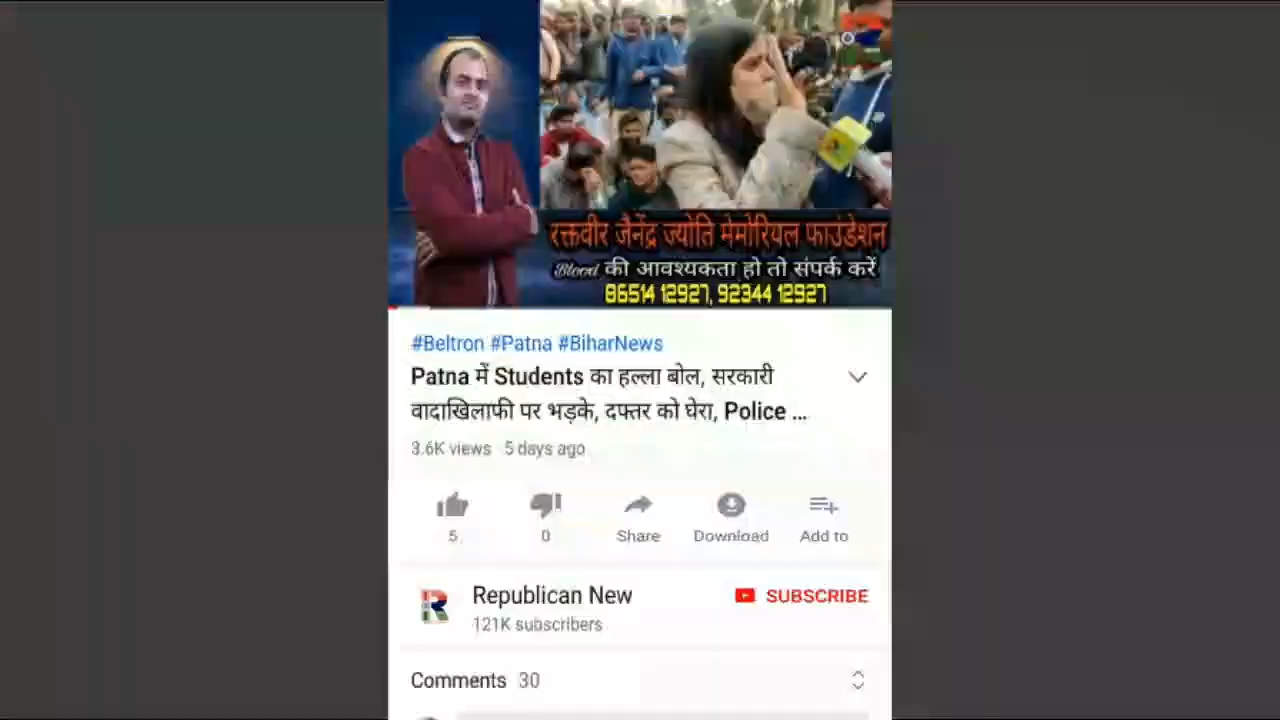 रक्तवीर जैनेंद्र ज्योति मेमोरियल फाउंडेशन
Blood की आवश्यकता हो तो संपर्क करें
86514 12927, 92344 12927
#Beltron #Patna #BiharNews
Patna में Students का हल्ला बोल, सरकारी
वादाखिलाफी पर भड़के, दफ्तर को घेरा, Police ...
3.6K views 5 days ago
5 0 Share Download Add to
Republican New SUBSCRIBE
121K subscribers
Comments 30